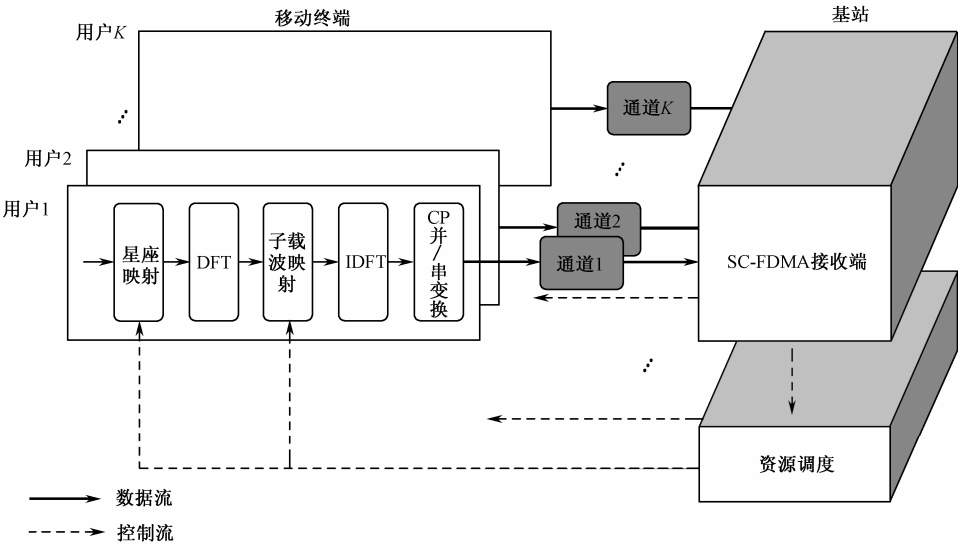 移动终端
基站
用户K
通道K
用户2
用户1
通道2
通道1
星座
映射
DFT
子载
波映
射
IDFT
CP
并
/
串
变
换
SC-FDMA接收端
资源调度
数据流
控制流